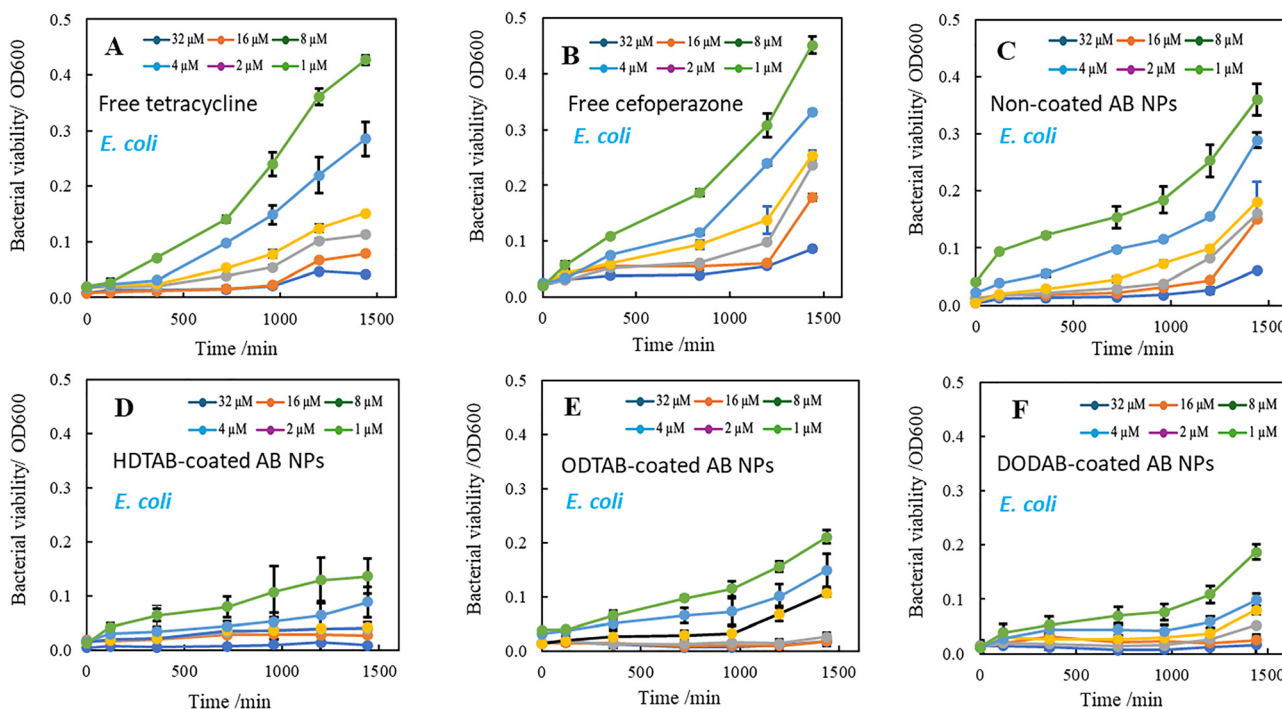 A
32 µM 16 µM 8 µM
4 µM 2 µM 1 µM
Free tetracycline
E. coli
Bacterial viability/ OD600
0.5
0.4
0.3
0.2
0.1
0.0
0 500 1000 1500
Time /min
B
32 µM 16 µM 8 µM
4 µM 2 µM 1 µM
Free cefoperazone
E. coli
Bacterial viability/ OD600
0.5
0.4
0.3
0.2
0.1
0.0
0 500 1000 1500
Time /min
C
32 µM 16 µM 8 µM
4 µM 2 µM 1 µM
Non-coated AB NPs
E. coli
Bacterial viability/ OD600
0.5
0.4
0.3
0.2
0.1
0.0
0 500 1000 1500
Time /min
D
32 µM 16 µM 8 µM
4 µM 2 µM 1 µM
HDTAB-coated AB NPs
E. coli
Bacterial viability/ OD600
0.5
0.4
0.3
0.2
0.1
0.0
0 500 1000 1500
Time /min
E
32 µM 16 µM 8 µM
4 µM 2 µM 1 µM
ODTAB-coated AB NPs
E. coli
Bacterial viability /OD600
0.5
0.4
0.3
0.2
0.1
0.0
0 500 1000 1500
Time /min
F
32 µM 16 µM 8 µM
4 µM 2 µM 1 µM
DODAB-coated AB NPs
E. coli
Bacterial viability /OD600
0.5
0.4
0.3
0.2
0.1
0.0
0 500 1000 1500
Time /min